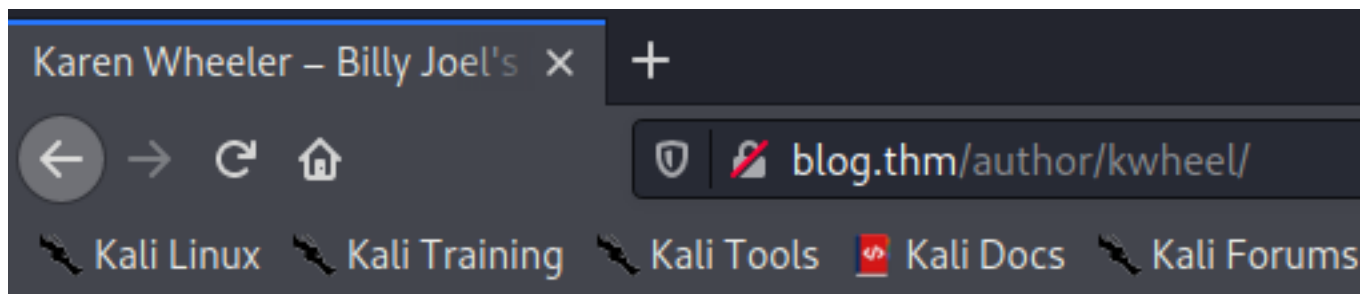 Karen Wheeler – Billy Joel's
blog.thm/author/kwheel/
Kali Linux Kali Training Kali Tools Kali Docs Kali Forums